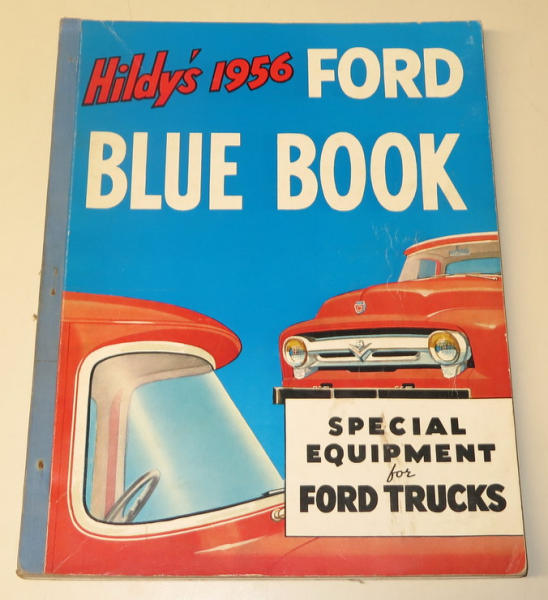 Hildy's 1956 FORD
BLUE BOOK
SPECIAL
EQUIPMENT
for
FORD TRUCKS